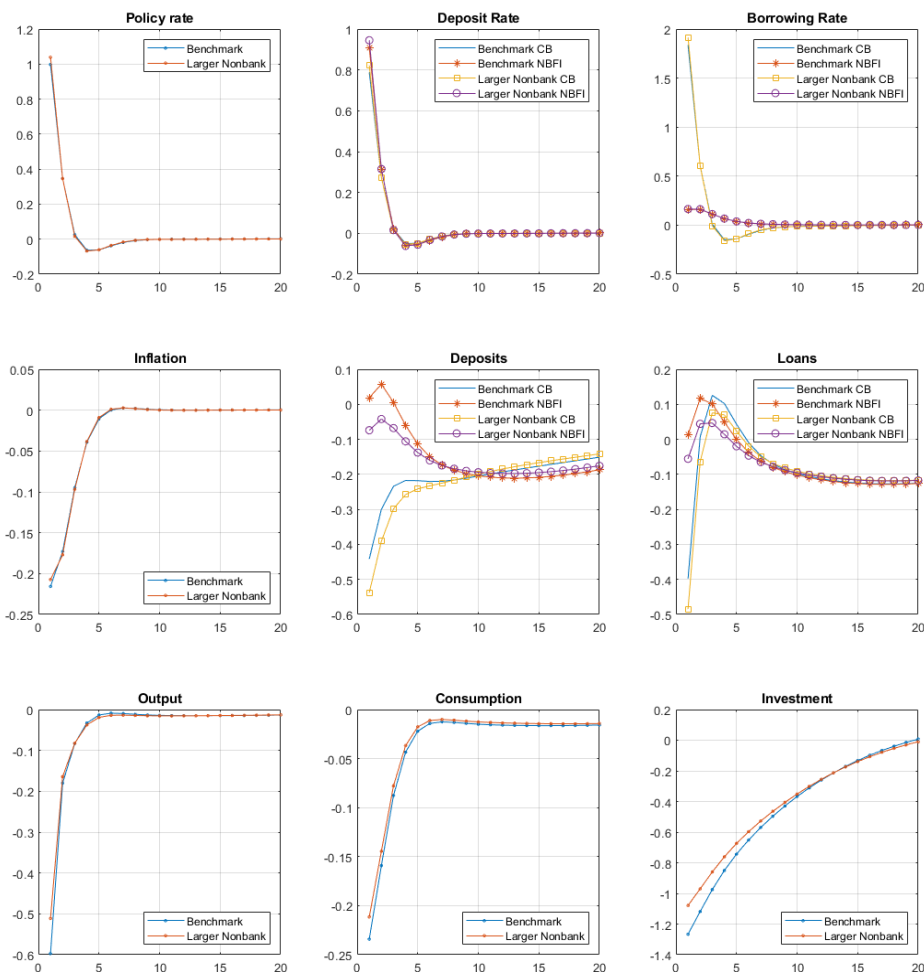 Policy rate
1.2
1
0.8
0.6
0.4
0.2
0
-0.2
0 5 10 15 20
Benchmark
Larger Nonbank
Deposit Rate
1
0.8
0.6
0.4
0.2
0
-0.2
0 5 10 15 20
Benchmark CB
Benchmark NBFI
Larger Nonbank CB
Larger Nonbank NBFI
Borrowing Rate
2
1.5
1
0.5
0
-0.5
0 5 10 15 20
Benchmark CB
Benchmark NBFI
Larger Nonbank CB
Larger Nonbank NBFI
Inflation
0.05
0
-0.05
-0.1
-0.15
-0.2
-0.25
0 5 10 15 20
Benchmark
Larger Nonbank
Deposits
0.1
0
-0.1
-0.2
-0.3
-0.4
-0.5
-0.6
0 5 10 15 20
Benchmark CB
Benchmark NBFI
Larger Nonbank CB
Larger Nonbank NBFI
Loans
0.2
0.1
0
-0.1
-0.2
-0.3
-0.4
-0.5
0 5 10 15 20
Benchmark CB
Benchmark NBFI
Larger Nonbank CB
Larger Nonbank NBFI
Output
0
-0.1
-0.2
-0.3
-0.4
-0.5
-0.6
0 5 10 15 20
Benchmark
Larger Nonbank
Consumption
0
-0.05
-0.1
-0.15
-0.2
-0.25
0 5 10 15 20
Benchmark
Larger Nonbank
Investment
0.2
0
-0.2
-0.4
-0.6
-0.8
-1
-1.2
-1.4
0 5 10 15 20
Benchmark
Larger Nonbank